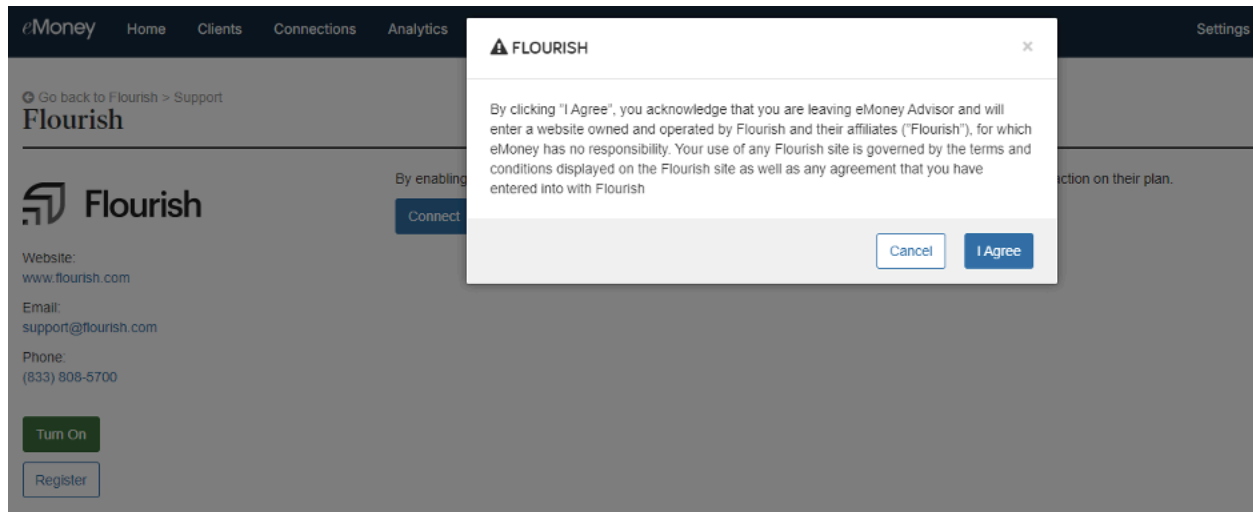 eMoney Home Clients Connections Analytics Settings
FLOURISH ×
Go back to Flourish > Support
Flourish
By clicking "I Agree", you acknowledge that you are leaving eMoney Advisor and will
enter a website owned and operated by Flourish and their affiliates ("Flourish"), for which
eMoney has no responsibility. Your use of any Flourish site is governed by the terms and
conditions displayed on the Flourish site as well as any agreement that you have
entered into with Flourish
Cancel I Agree
By enabling
action on their plan.
Connect
Flourish
Website:
www.flourish.com
Email:
support@flourish.com
Phone:
(833) 808-5700
Turn On
Register